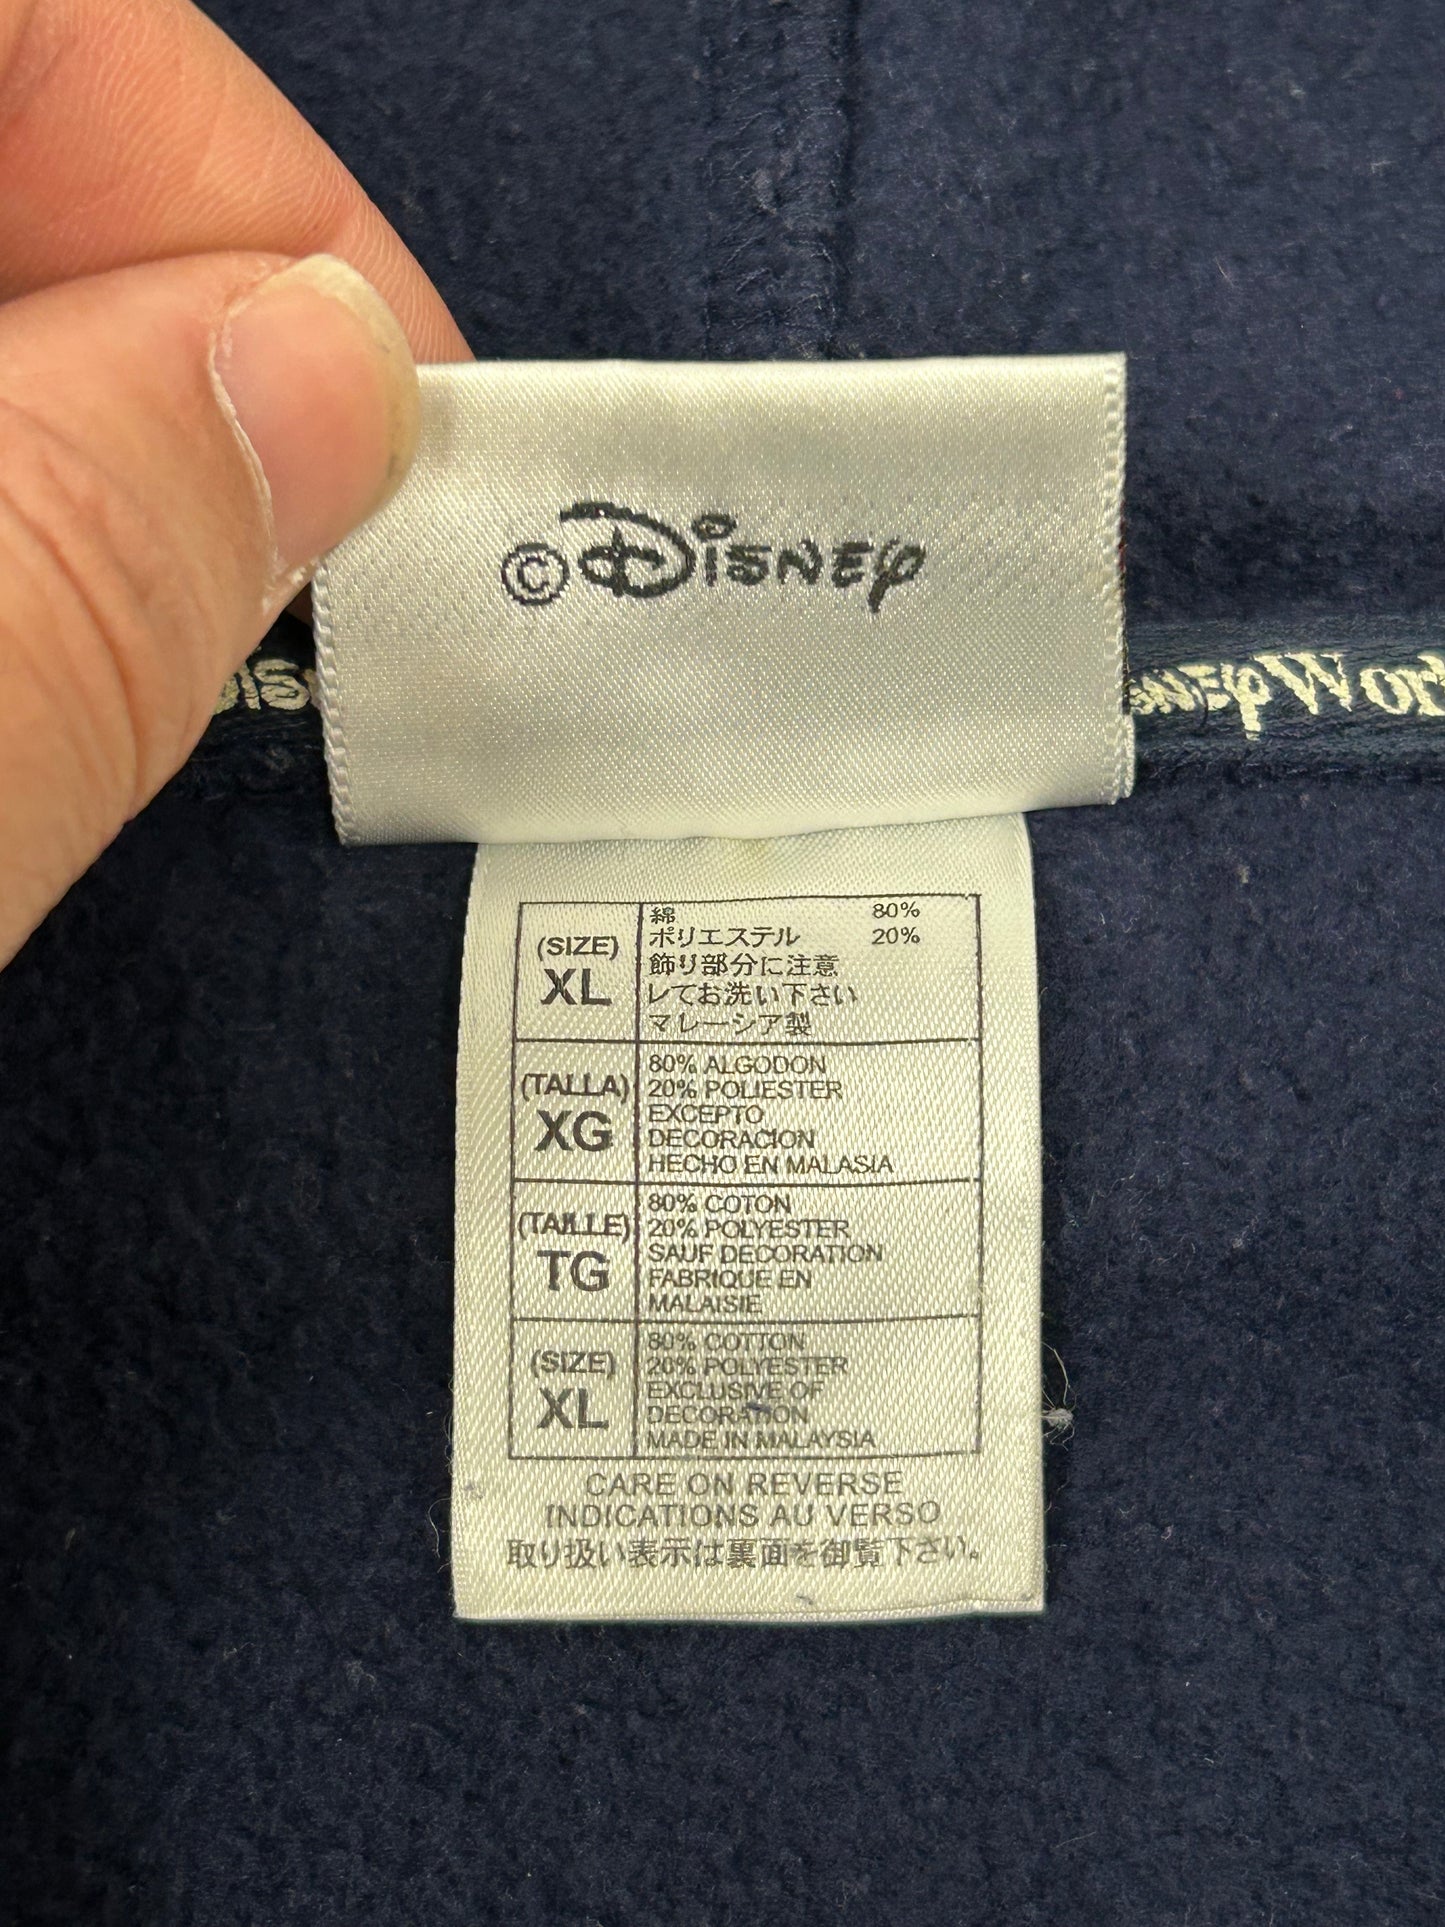 ©Disney
DISNEY Wor
(SIZE)
XL
綿 80%
ポリエステル 20%
飾り部分に注意
レてお洗い下さい
マレーシア製
(TALLA)
XG
80% ALGODON
20% POLIESTER
EXCEPTO
DECORACION
HECHO EN MALASIA
(TAILLE)
TG
80% COTON
20% POLYESTER
SAUF DECORATION
FABRIQUE EN
MALAISIE
(SIZE)
XL
80% COTTON
20% POLYESTER
EXCLUSIVE OF
DECORATION
MADE IN MALAYSIA
CARE ON REVERSE
INDICATIONS AU VERSO
取り扱い表示は裏面を御覧下さい。